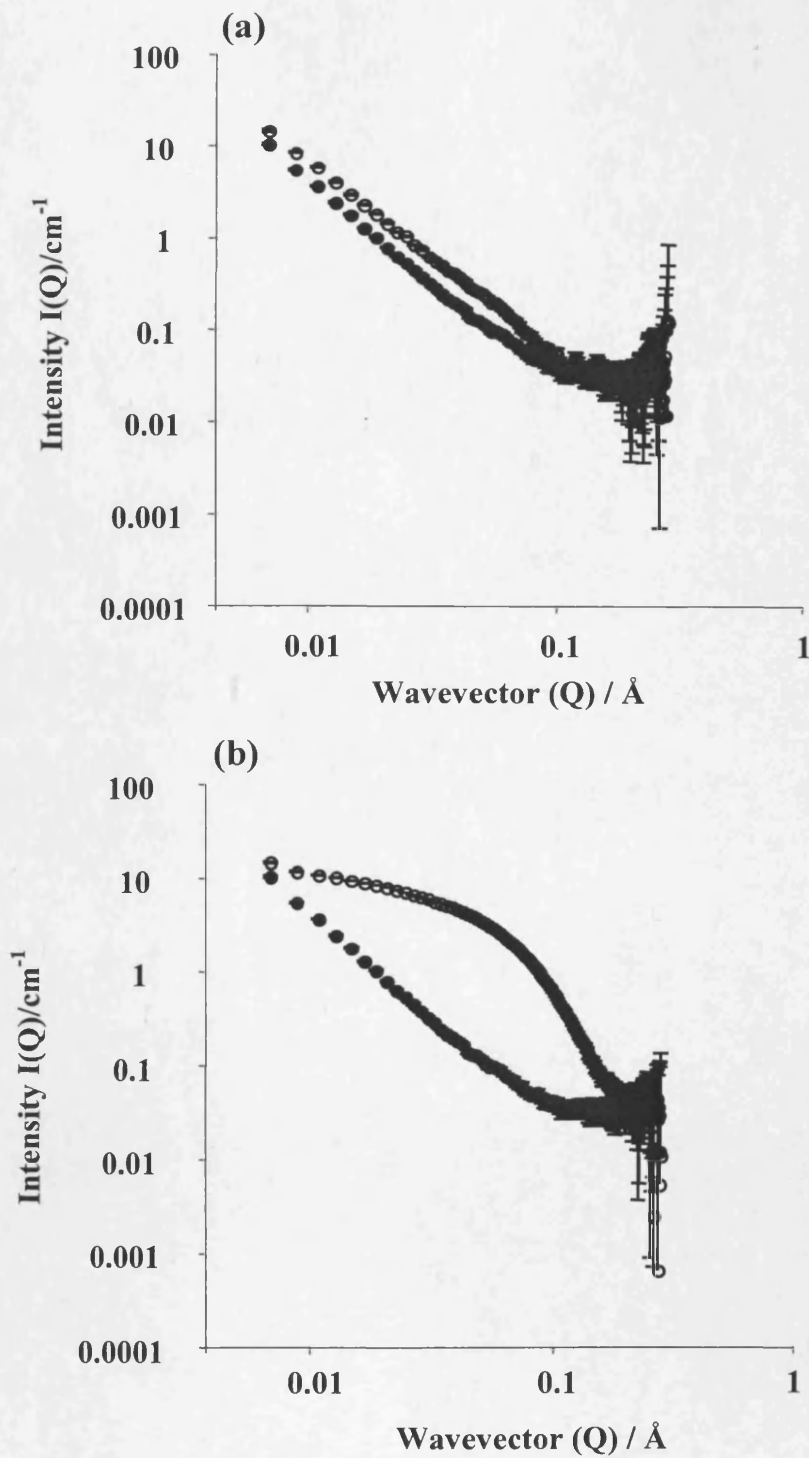 (a)
100
10
1
0.1
0.01
0.001
0.0001
Intensity I(Q)/cm⁻¹
0.01 0.1 1
Wavevector (Q) / Å
(b)
100
10
1
0.1
0.01
0.001
0.0001
Intensity I(Q)/cm⁻¹
0.01 0.1 1
Wavevector (Q) / Å